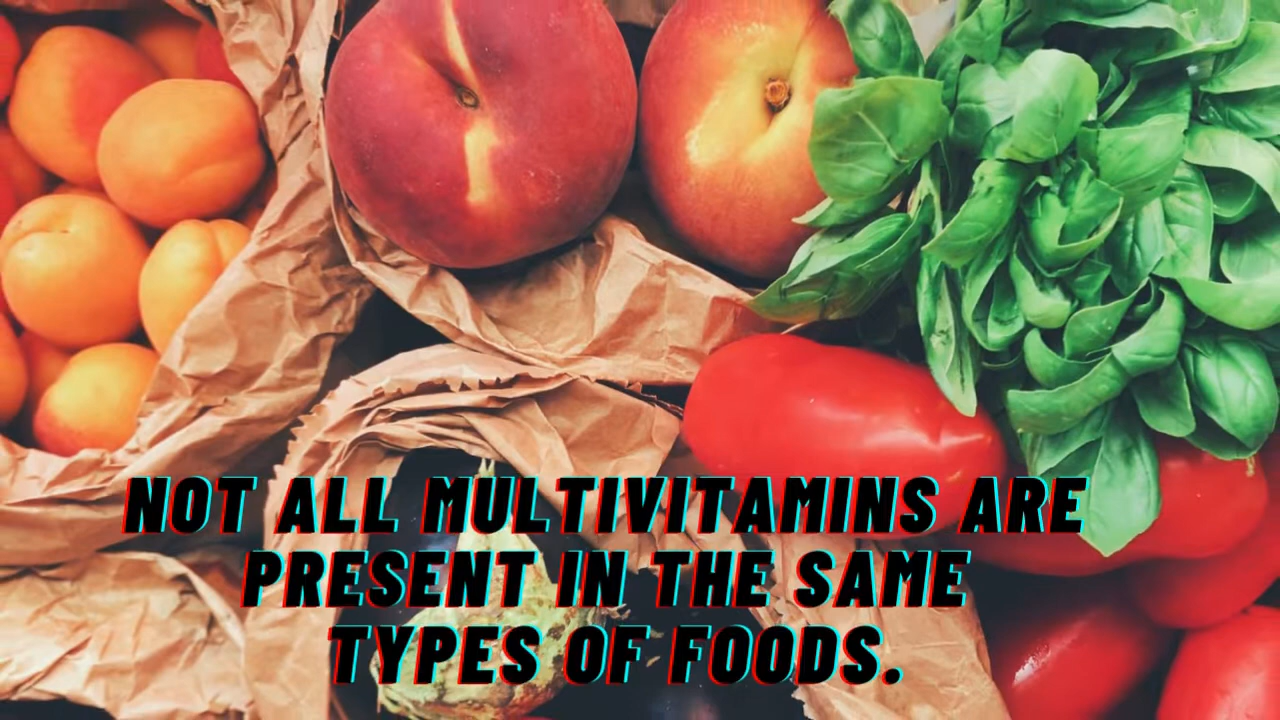 NOT ALL MULTIVITAMINS ARE
PRESENT IN THE SAME
TYPES OF FOODS.